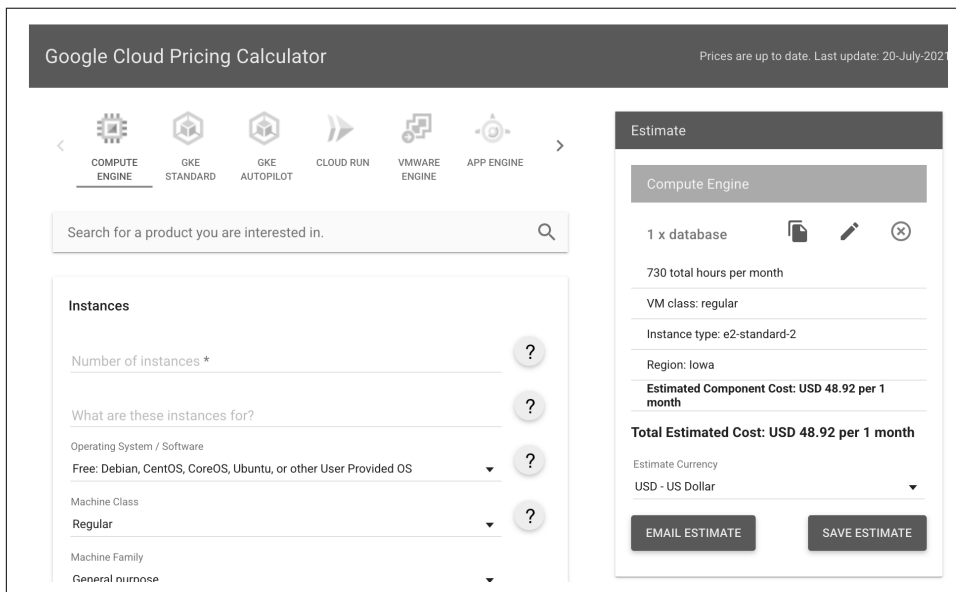 Google Cloud Pricing Calculator
Prices are up to date. Last update: 20-July-2021
COMPUTE ENGINE
GKE STANDARD
GKE AUTOPILOT
CLOUD RUN
VMWARE ENGINE
APP ENGINE
Search for a product you are interested in.
Instances
Number of instances *
?
What are these instances for?
?
Operating System / Software
Free: Debian, CentOS, CoreOS, Ubuntu, or other User Provided OS
?
Machine Class
Regular
?
Machine Family
General purpose
Estimate
Compute Engine
1 x database
730 total hours per month
VM class: regular
Instance type: e2-standard-2
Region: Iowa
Estimated Component Cost: USD 48.92 per 1
month
Total Estimated Cost: USD 48.92 per 1 month
Estimate Currency
USD - US Dollar
EMAIL ESTIMATE
SAVE ESTIMATE